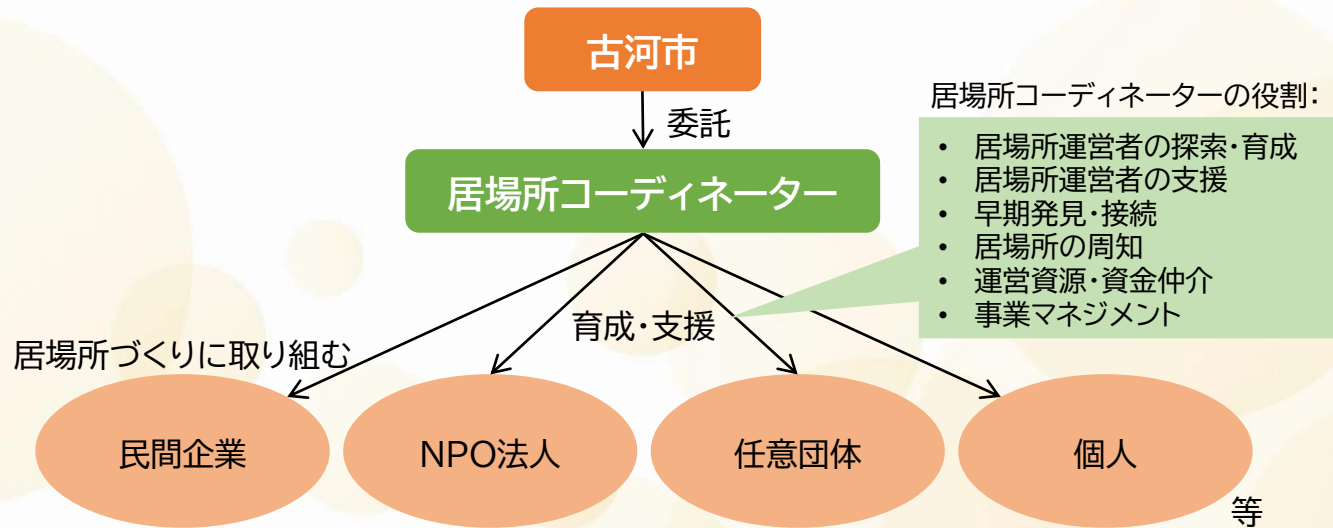 古河市
委託
居場所コーディネーター
居場所コーディネーターの役割：
• 居場所運営者の探索・育成
• 居場所運営者の支援
• 早期発見・接続
• 居場所の周知
• 運営資源・資金仲介
• 事業マネジメント
育成・支援
居場所づくりに取り組む
民間企業
NPO法人
任意団体
個人
等